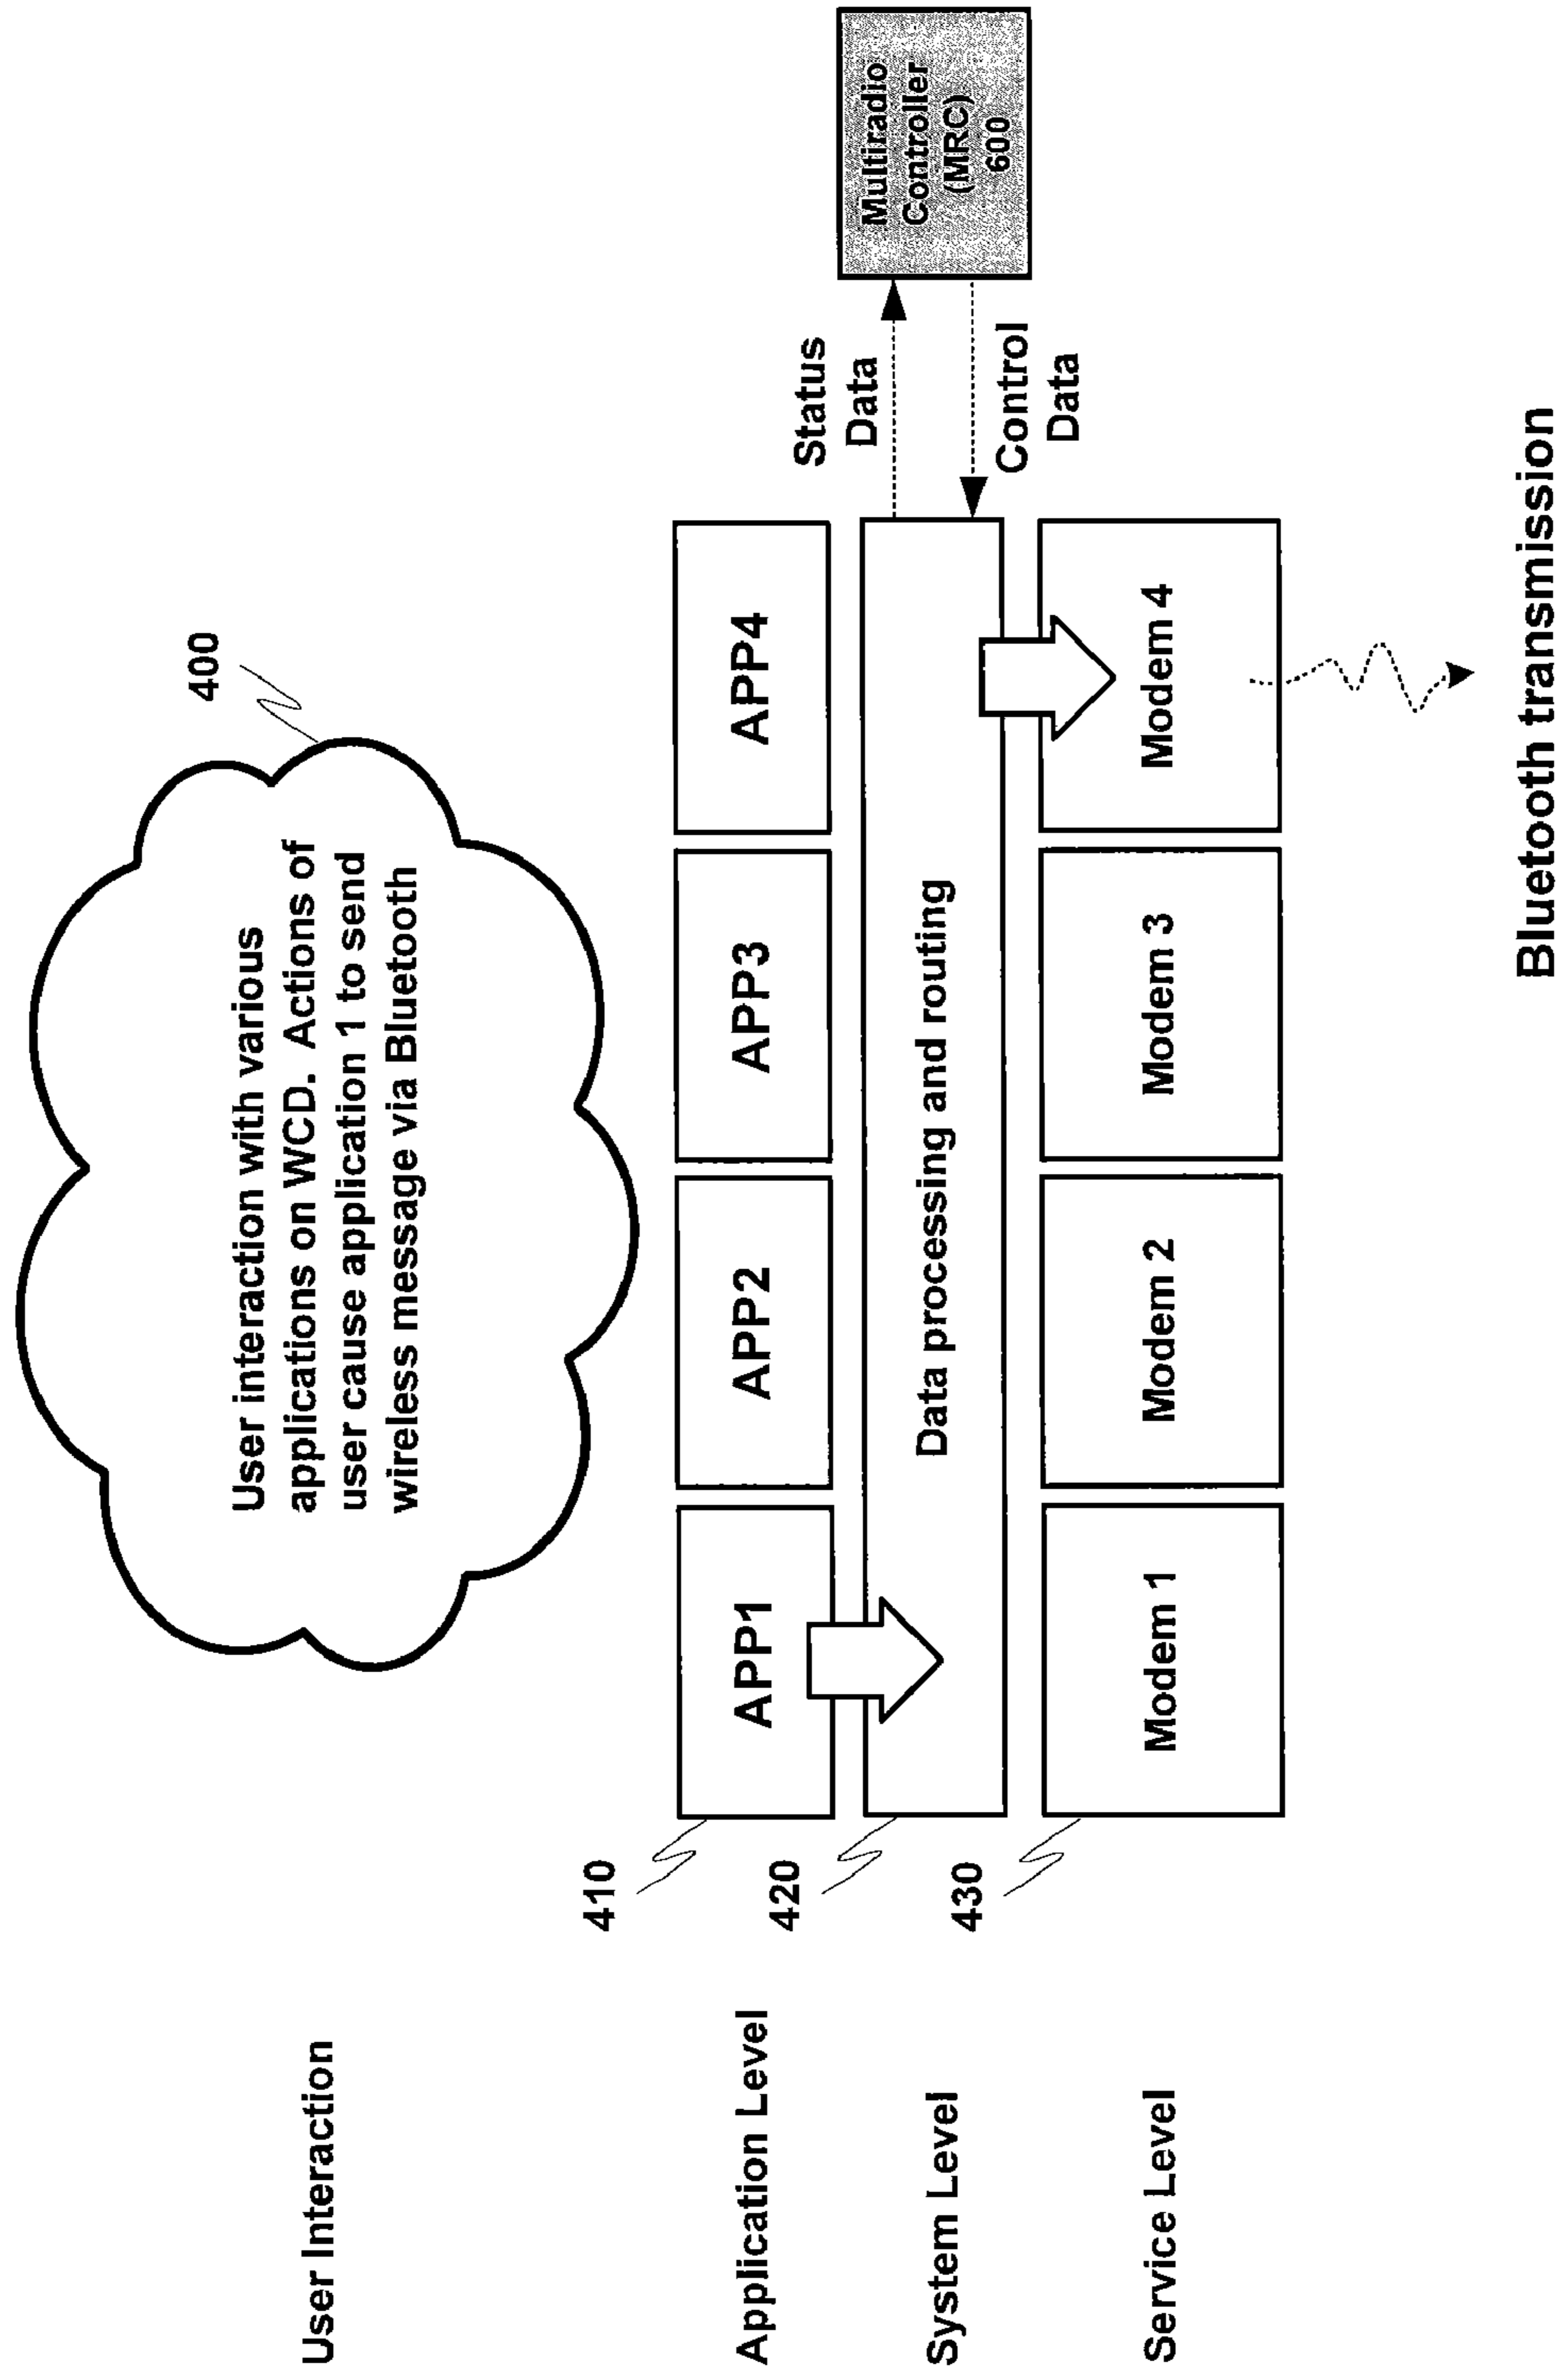 400
User Interaction
User interaction with various
applications on WCD. Actions of
user cause application 1 to send
wireless message via Bluetooth
410
Application Level
APP1
APP2
APP3
APP4
420
System Level
Data processing and routing
Status
Data
Control
Data
Multiradio
Controller
(MRC)
600
430
Service Level
Modem 1
Modem 2
Modem 3
Modem 4
Bluetooth transmission